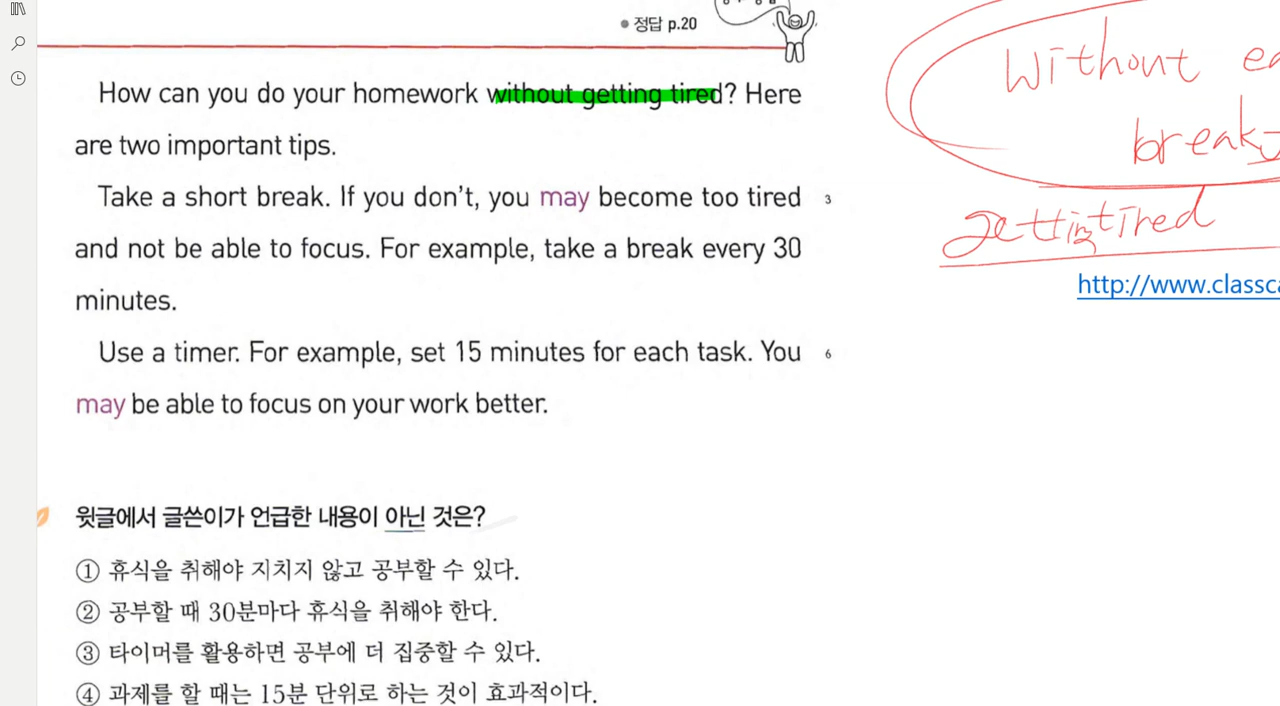 ● 정답 p.20
How can you do your homework without getting tired? Here
are two important tips.
Take a short break. If you don't, you may become too tired 3
and not be able to focus. For example, take a break every 30
minutes.
Use a timer. For example, set 15 minutes for each task. You 6
may be able to focus on your work better.
윗글에서 글쓴이가 언급한 내용이 아닌 것은?
① 휴식을 취해야 지치지 않고 공부할 수 있다.
② 공부할 때 30분마다 휴식을 취해야 한다.
③ 타이머를 활용하면 공부에 더 집중할 수 있다.
④ 과제를 할 때는 15분 단위로 하는 것이 효과적이다.
without
break
getting tired
http://www.classca